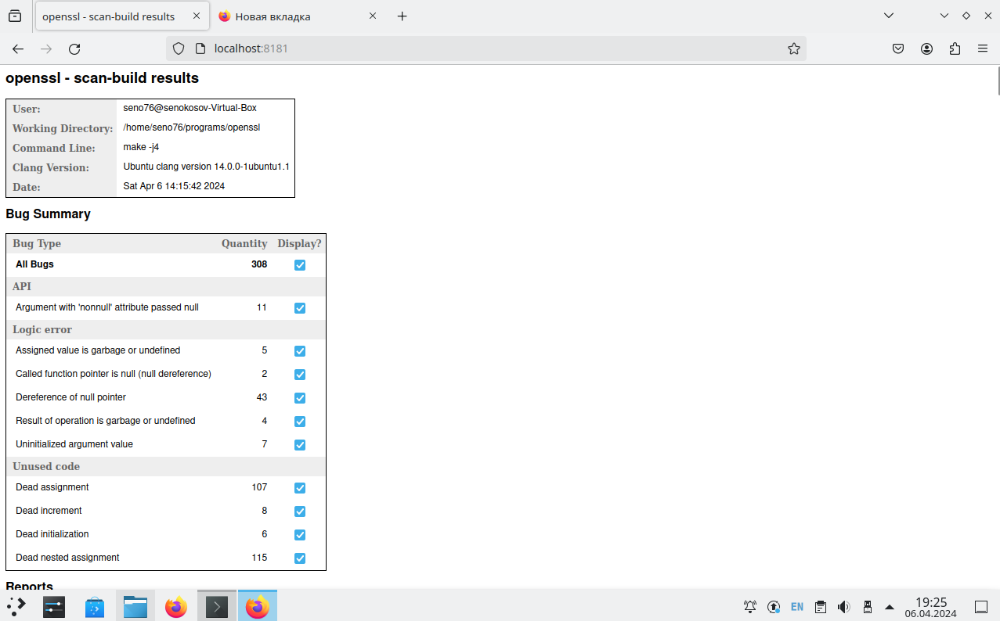 openssl - scan-build results
Новая вкладка
localhost:8181
openssl - scan-build results
User: seno76@senokosov-Virtual-Box
Working Directory: /home/seno76/programs/openssl
Command Line: make -j4
Clang Version: Ubuntu clang version 14.0.0-1ubuntu1.1
Date: Sat Apr 6 14:15:42 2024
Bug Summary
Bug Type Quantity Display?
All Bugs 308
API
Argument with 'nonnull' attribute passed null 11
Logic error
Assigned value is garbage or undefined 5
Called function pointer is null (null dereference) 2
Dereference of null pointer 43
Result of operation is garbage or undefined 4
Uninitialized argument value 7
Unused code
Dead assignment 107
Dead increment 8
Dead initialization 6
Dead nested assignment 115
Reports
EN
19:25
06.04.2024